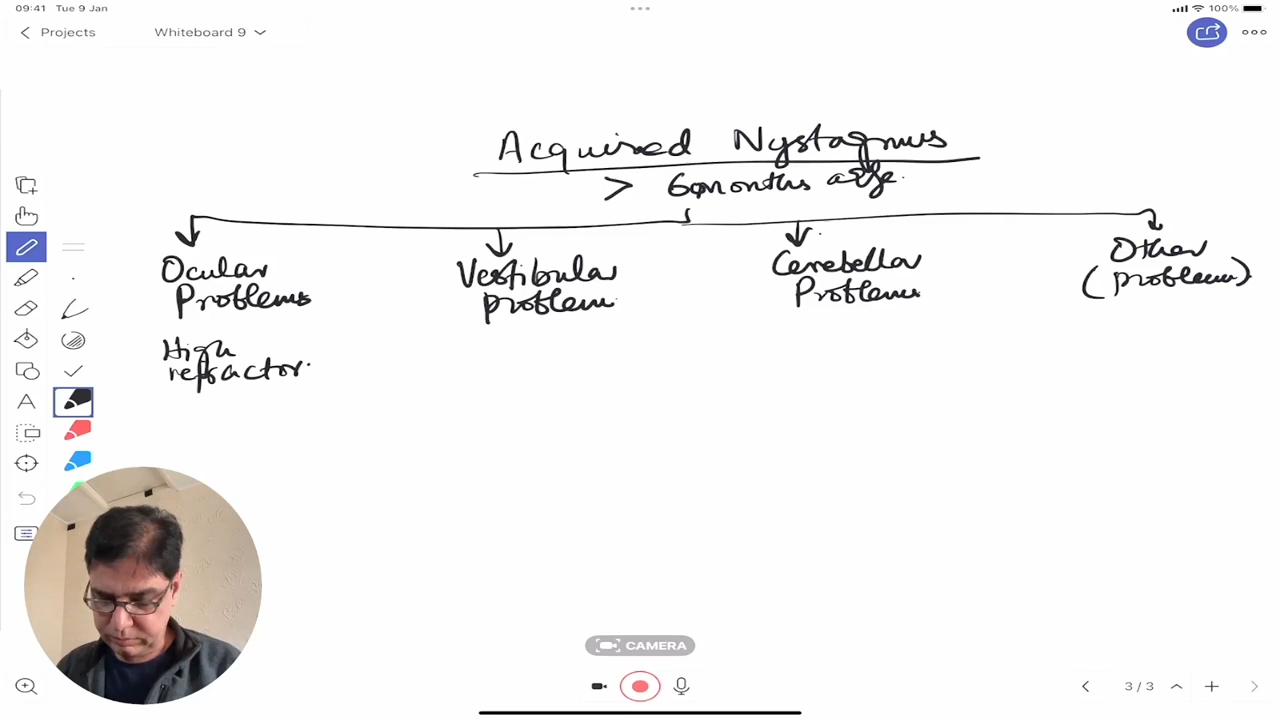 09:41 Tue 9 Jan
100%
Projects
Whiteboard 9
Acquired Nystagmus
> 6 months age.
Ocular
Problems
Vestibular
problem
Cerebellar
Problems
Other
(problem)
High
refractor.
A
CAMERA
3/3